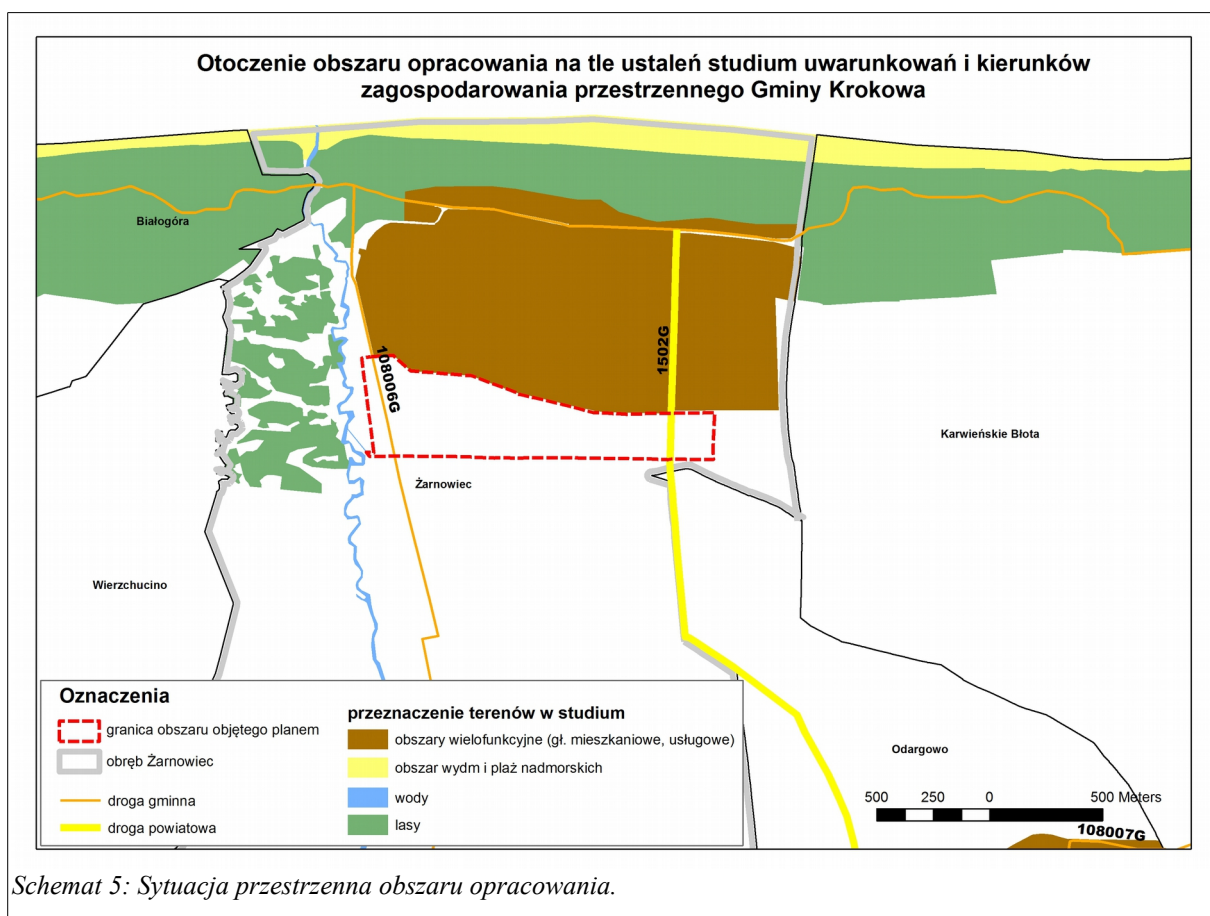 Otoczenie obszaru opracowania na tle ustaleń studium uwarunkowań i kierunków
zagospodarowania przestrzennego Gminy Krokowa
Białogóra
1502G
108006G
Karwieńskie Błota
Żarnowiec
Wierzchucino
Odargowo
108007G
Oznaczenia
granica obszaru objętego planem
obręb Żarnowiec
droga gminna
droga powiatowa
przeznaczenie terenów w studium
obszary wielofunkcyjne (gł. mieszkaniowe, usługowe)
obszar wydm i plaż nadmorskich
wody
lasy
500 250 0 500 Meters
Schemat 5: Sytuacja przestrzenna obszaru opracowania.